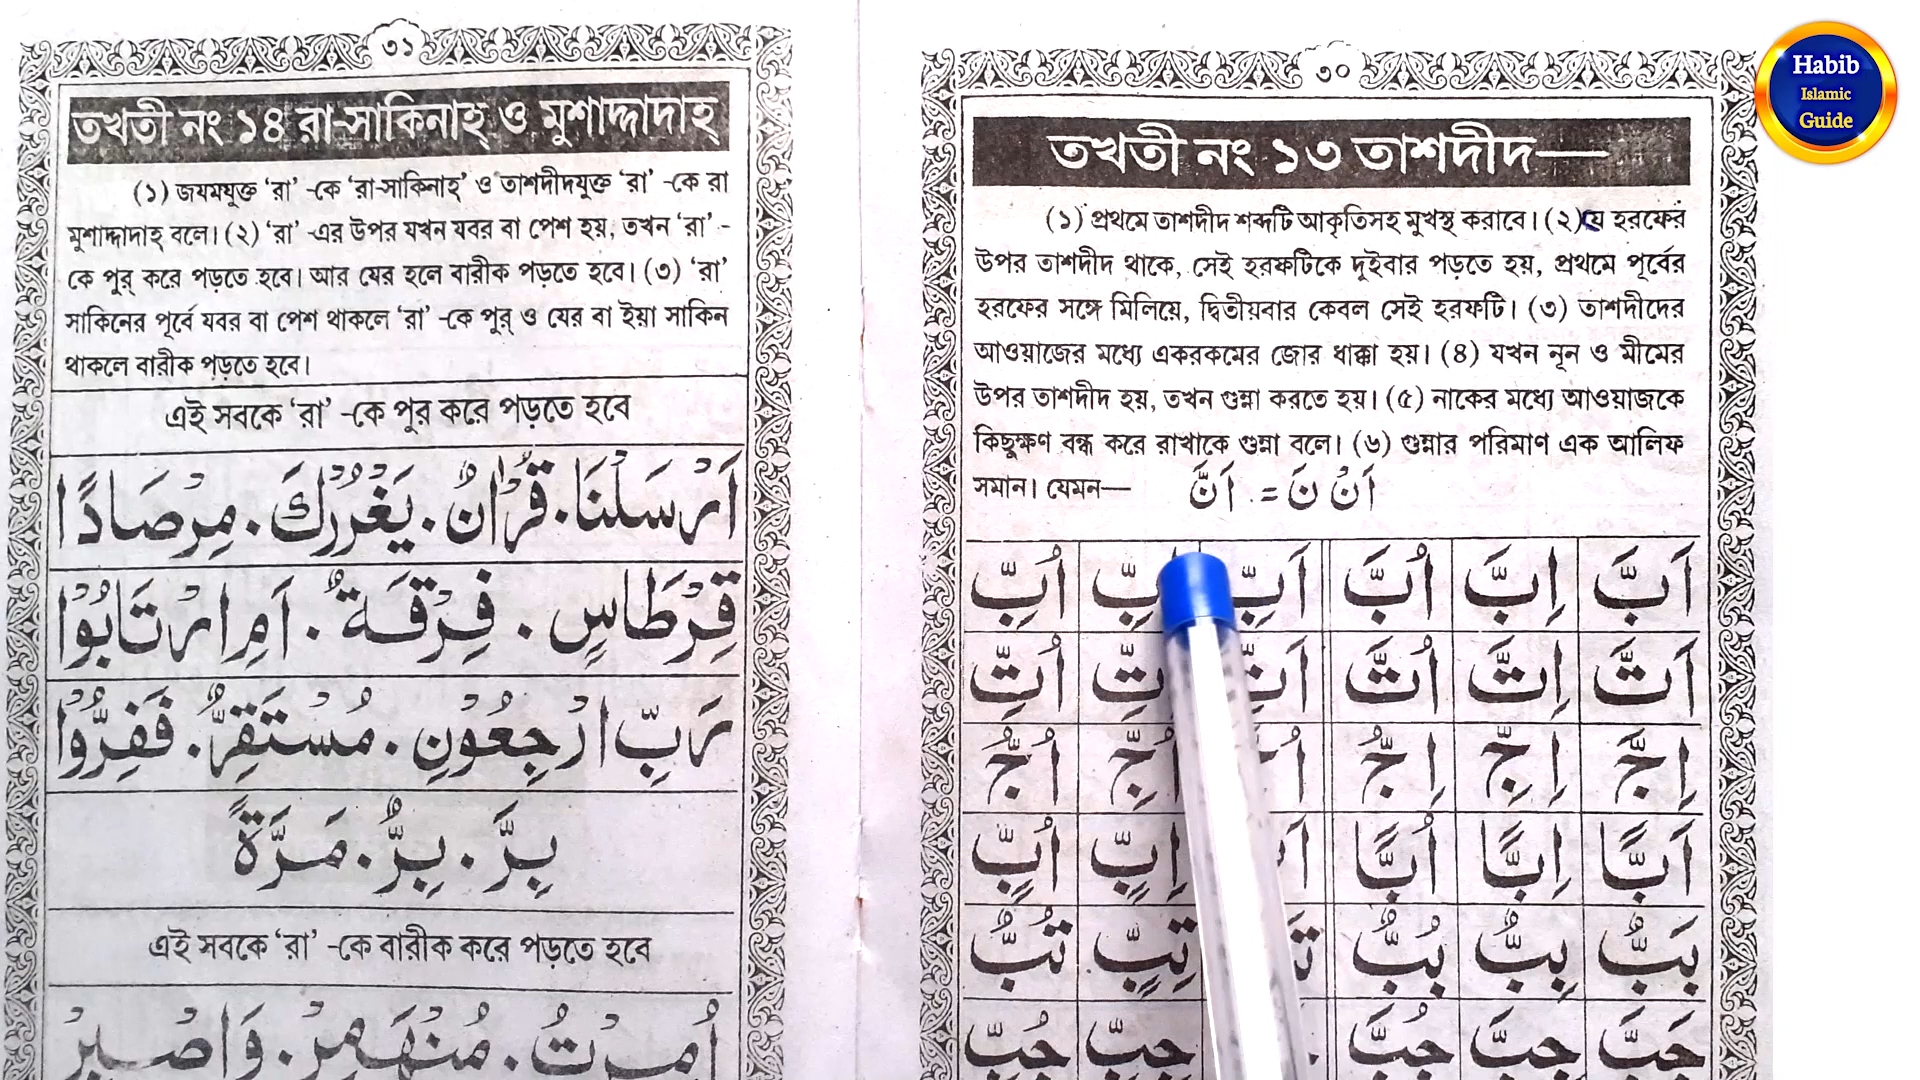 ৩১
তখতী নং ১৪ রা-সাকিনাহ্ ও মুশাদ্দাদাহ্
(১) জযমযুক্ত ‘রা’ -কে ‘রা-সাকিনাহ্’ ও তাশদীদযুক্ত ‘রা’ -কে রা
মুশাদ্দাদাহ্ বলে। (২) ‘রা’ -এর উপর যখন যবর বা পেশ হয়, তখন ‘রা’ -
কে পুর্ করে পড়তে হবে। আর যের হলে বারীক পড়তে হবে। (৩) ‘রা’
সাকিনের পূর্বে যবর বা পেশ থাকলে ‘রা’ -কে পুর্ ও যের বা ইয়া সাকিন
থাকলে বারীক পড়তে হবে।
এই সবকে ‘রা’ -কে পুর করে পড়তে হবে
اَرْسَلْنَا . قُرْاٰنٌ . يَغْرُرْكَ . مِرْصَادًا
قِرْطَاسٍ . فِرْقَةٌ . اَمِ ارْتَابُوْا
رَبِّ ارْجِعُوْنِ . مُسْتَقِرٌّ . فَفِرُّوْا
بِرَّ . بِرٌّ . مَرَّةً
এই সবকে ‘রা’ -কে বারীক করে পড়তে হবে
اُمِرْتُ . مُنْهَمِرْ . وَاصْبِرْ
৩০
তখতী নং ১৩ তাশদীদ—
(১) প্রথমে তাশদীদ শব্দটি আকৃতিসহ মুখস্থ করাবে। (২) যে হরফের
উপর তাশদীদ থাকে, সেই হরফটিকে দুইবার পড়তে হয়, প্রথমে পূর্বের
হরফের সঙ্গে মিলিয়ে, দ্বিতীয়বার কেবল সেই হরফটি। (৩) তাশদীদের
আওয়াজের মধ্যে একরকমের জোর ধাক্কা হয়। (৪) যখন নূন ও মীমের
উপর তাশদীদ হয়, তখন গুন্না করতে হয়। (৫) নাকের মধ্যে আওয়াজকে
কিছুক্ষণ বন্ধ করে রাখাকে গুন্না বলে। (৬) গুন্নার পরিমাণ এক আলিফ
সমান। যেমন— اَنْ نَ = اَنَّ
اَبَّ اِبَّ اُبَّ اَبِّ اُبِّ
اَتَّ اِتَّ اُتَّ اُتِّ
اِجَّ اِجِّ اِجُّ اُجُّ
اَبًّا اِبًّا اُبًّا اِبٍّ اُبٍّ
بَبٌّ بِبٌّ بُبٌّ تِبٍّ تُبٌّ
جَبَّ جِبَّ جُبَّ جِبِّ جُبِّ
Habib
Islamic
Guide